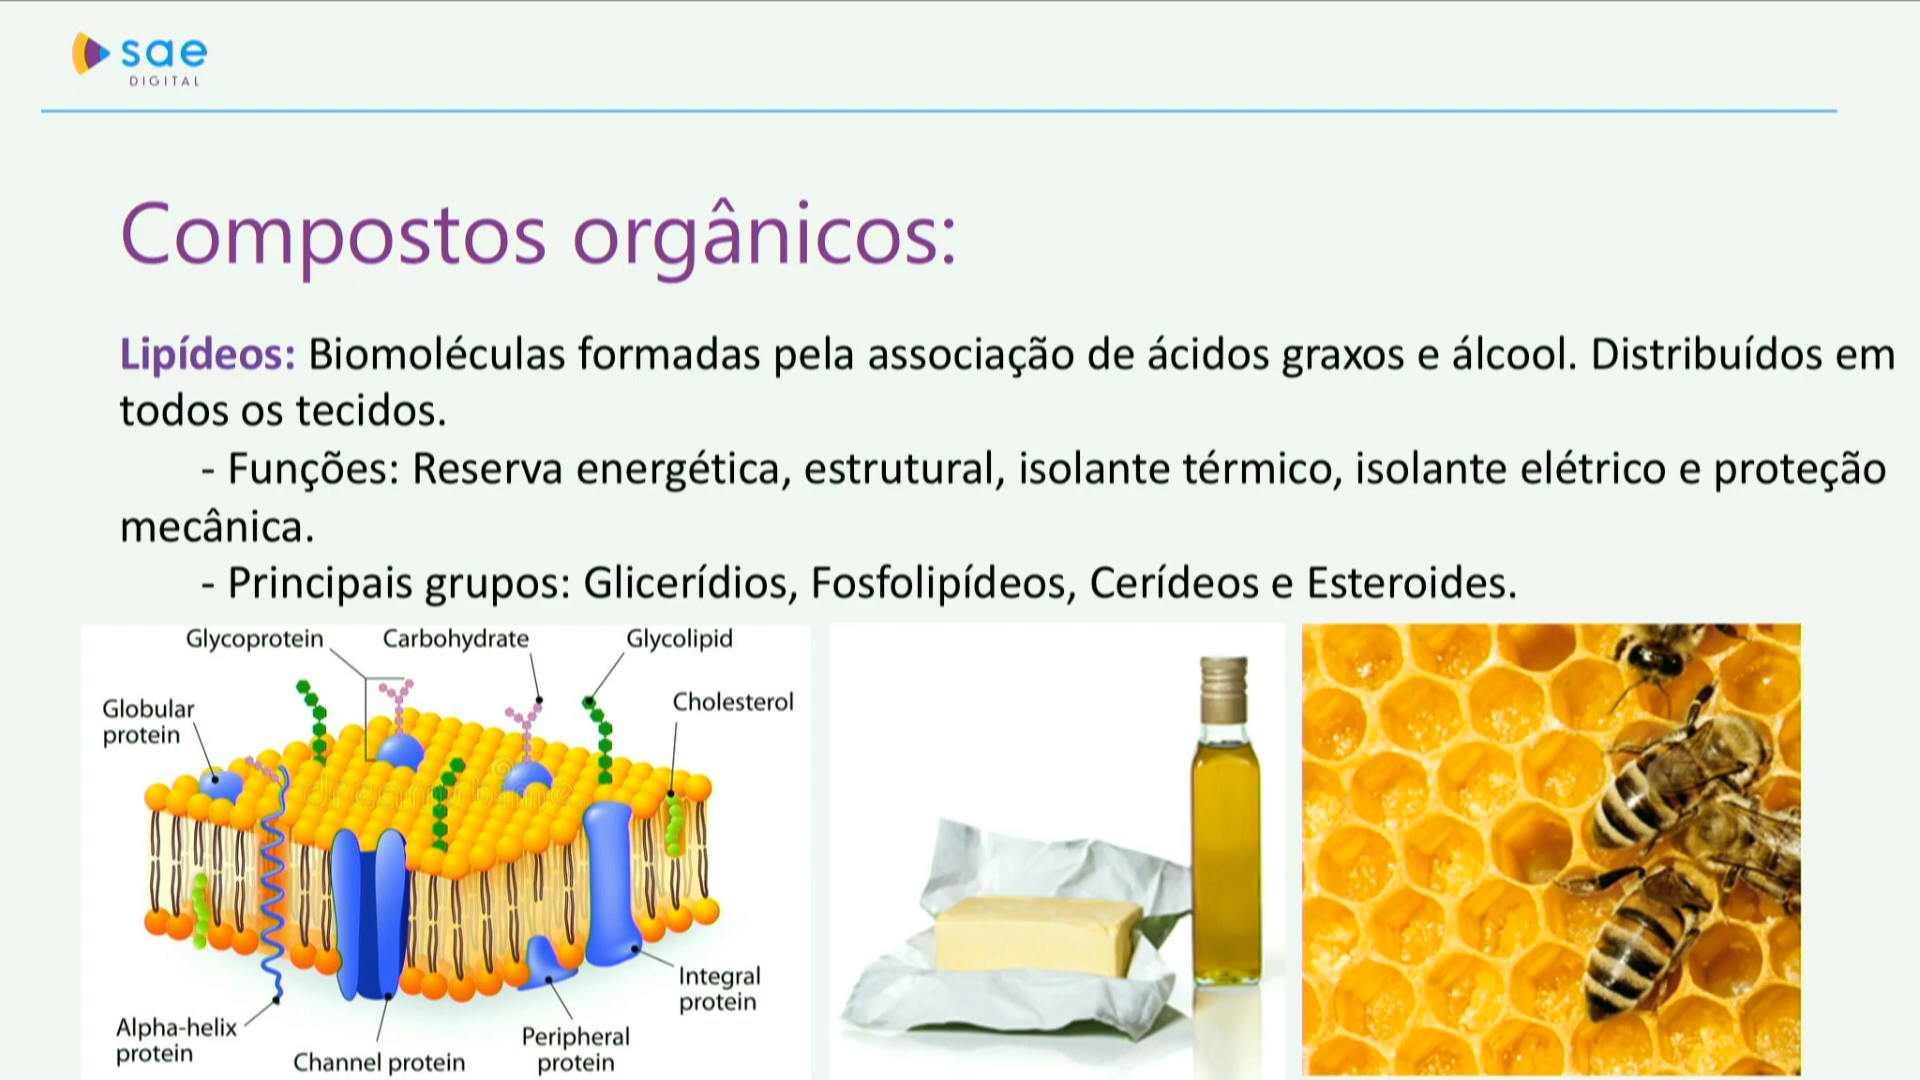 sae
DIGITAL
Compostos orgânicos:
Lipídeos: Biomoléculas formadas pela associação de ácidos graxos e álcool. Distribuídos em
todos os tecidos.
- Funções: Reserva energética, estrutural, isolante térmico, isolante elétrico e proteção
mecânica.
- Principais grupos: Glicerídios, Fosfolipídeos, Cerídeos e Esteroides.
Glycoprotein
Carbohydrate
Glycolipid
Globular
protein
Cholesterol
dreamstime
Integral
protein
Alpha-helix
protein
Channel protein
Peripheral
protein